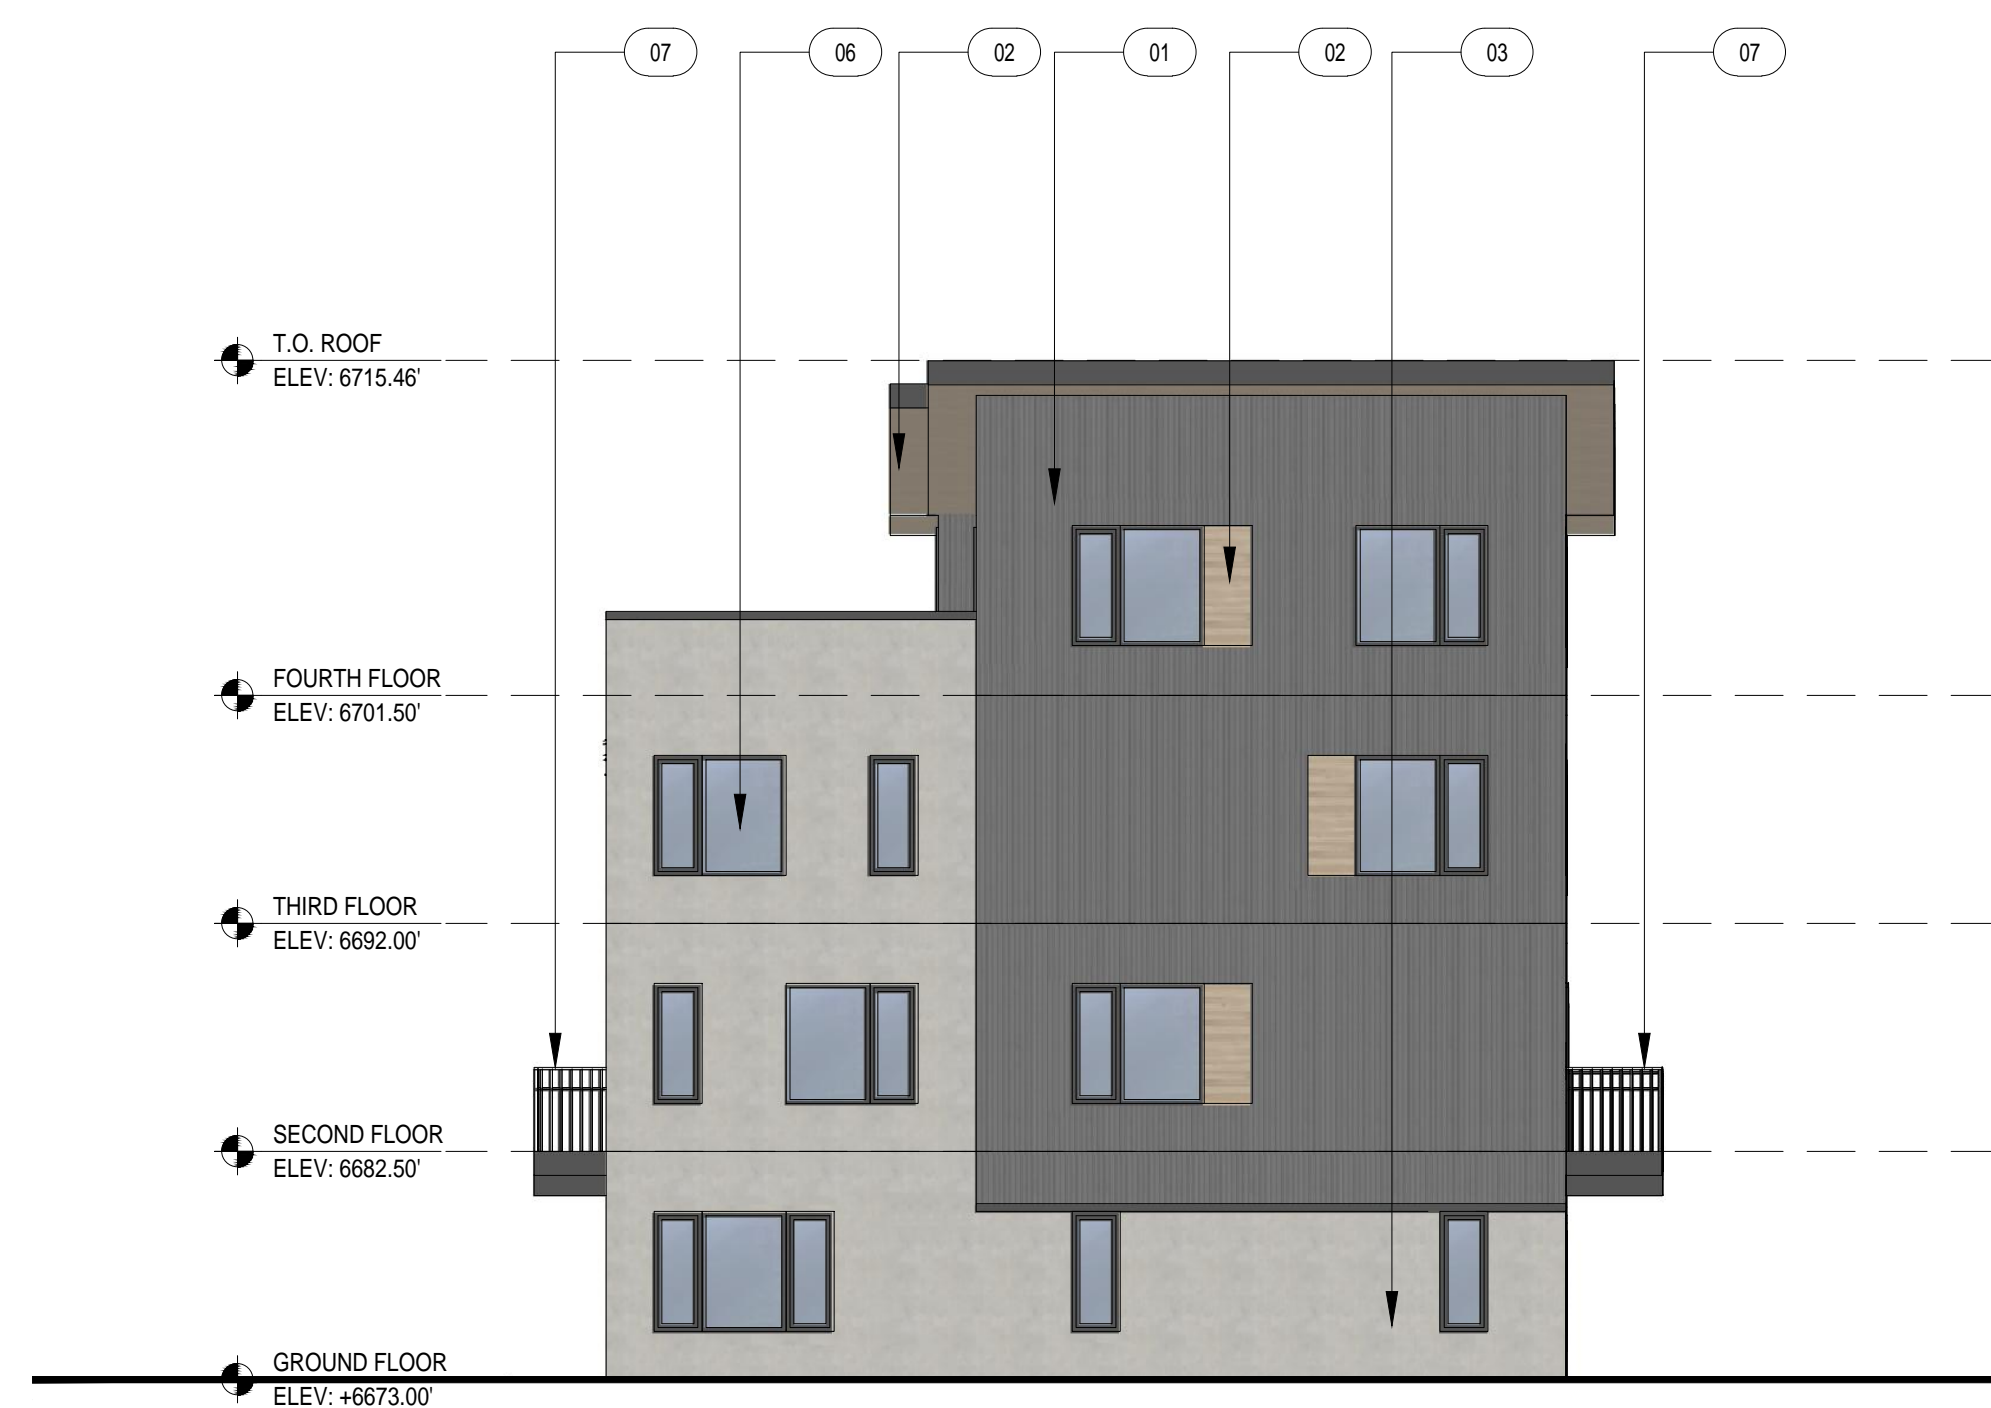 07
06
02
01
02
03
07
T.O. ROOF
ELEV: 6715.46'
FOURTH FLOOR
ELEV: 6701.50'
THIRD FLOOR
ELEV: 6692.00'
SECOND FLOOR
ELEV: 6682.50'
GROUND FLOOR
ELEV: +6673.00'